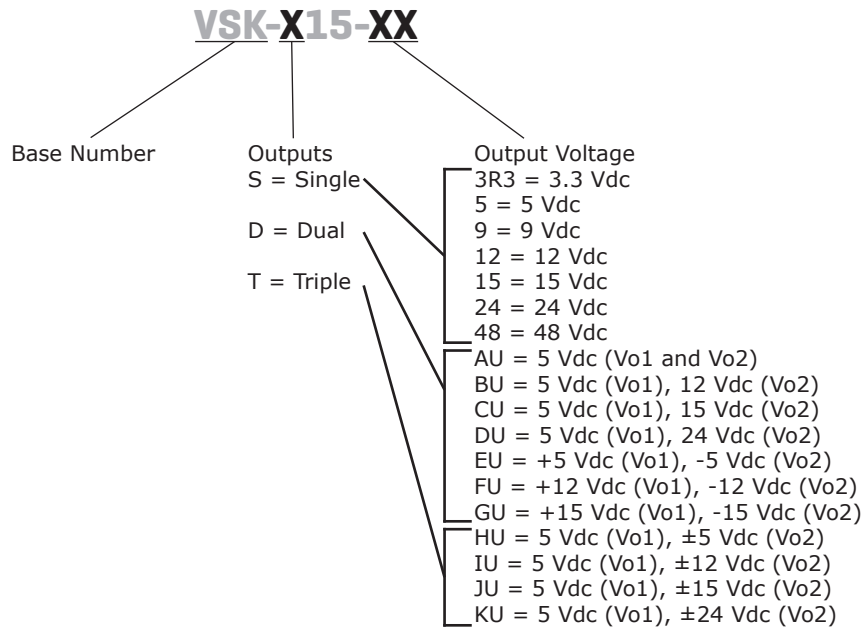 VSK-X15-XX
Base Number
Outputs
S = Single
D = Dual
T = Triple
Output Voltage
3R3 = 3.3 Vdc
5 = 5 Vdc
9 = 9 Vdc
12 = 12 Vdc
15 = 15 Vdc
24 = 24 Vdc
48 = 48 Vdc
AU = 5 Vdc (Vo1 and Vo2)
BU = 5 Vdc (Vo1), 12 Vdc (Vo2)
CU = 5 Vdc (Vo1), 15 Vdc (Vo2)
DU = 5 Vdc (Vo1), 24 Vdc (Vo2)
EU = +5 Vdc (Vo1), -5 Vdc (Vo2)
FU = +12 Vdc (Vo1), -12 Vdc (Vo2)
GU = +15 Vdc (Vo1), -15 Vdc (Vo2)
HU = 5 Vdc (Vo1), ±5 Vdc (Vo2)
IU = 5 Vdc (Vo1), ±12 Vdc (Vo2)
JU = 5 Vdc (Vo1), ±15 Vdc (Vo2)
KU = 5 Vdc (Vo1), ±24 Vdc (Vo2)